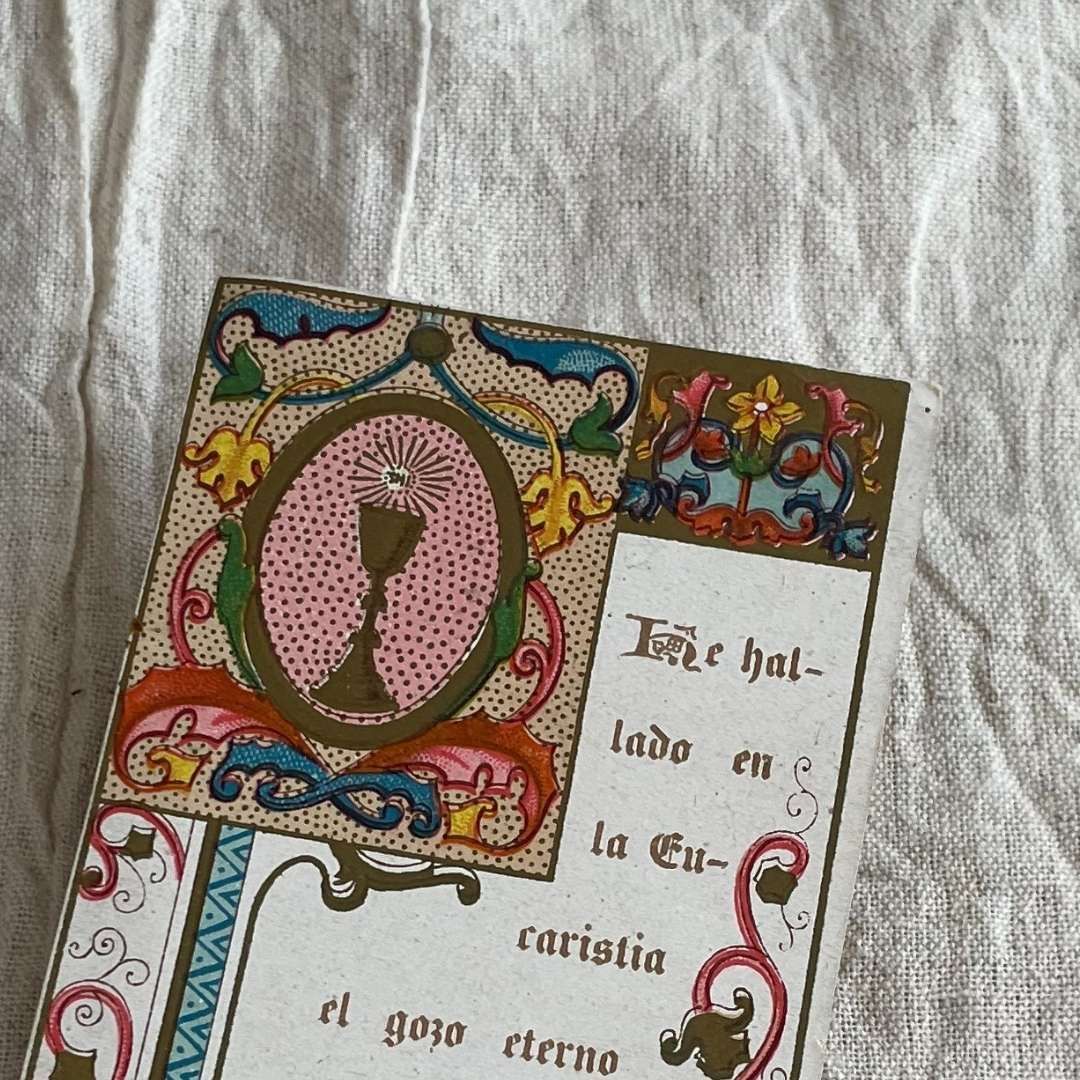 He hal-
lado en
la Eu-
caristia
el gozo eterno